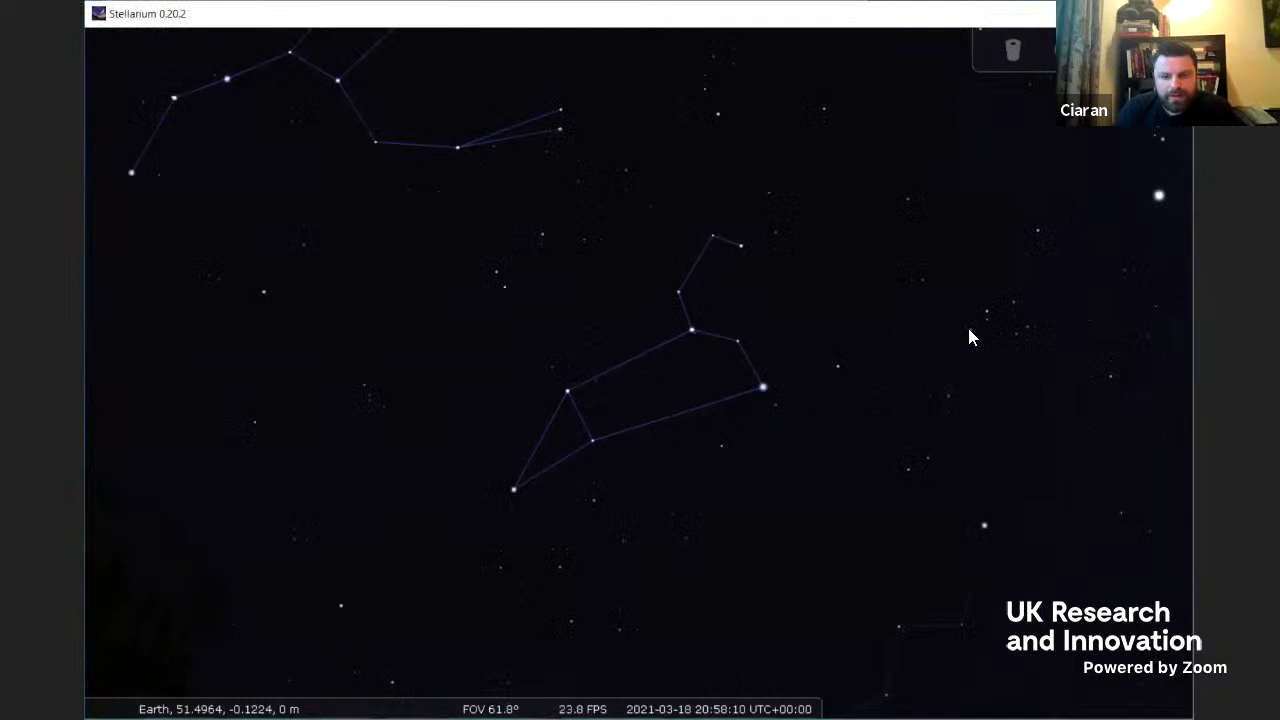 Stellarium 0.20.2
Ciaran
UK Research
and Innovation
Powered by Zoom
Earth, 51.4964, -0.1224, 0 m FOV 61.8° 23.8 FPS 2021-03-18 20:58:10 UTC+00:00